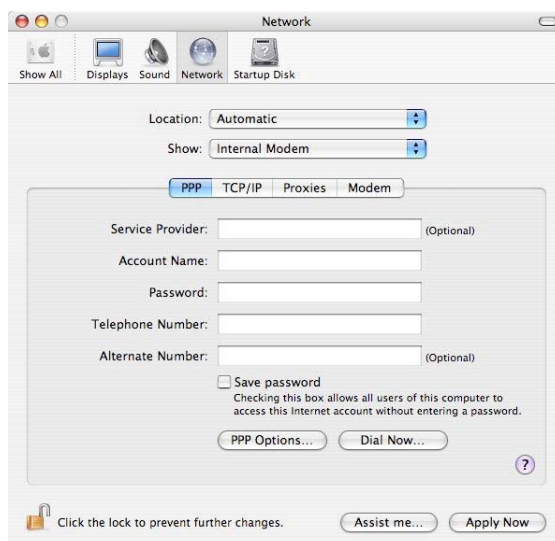 Network
Show All Displays Sound Network Startup Disk
Location: Automatic
Show: Internal Modem
PPP TCP/IP Proxies Modem
Service Provider: (Optional)
Account Name:
Password:
Telephone Number:
Alternate Number: (Optional)
Save password
Checking this box allows all users of this computer to
access this Internet account without entering a password.
PPP Options... Dial Now...
?
Click the lock to prevent further changes. Assist me... Apply Now